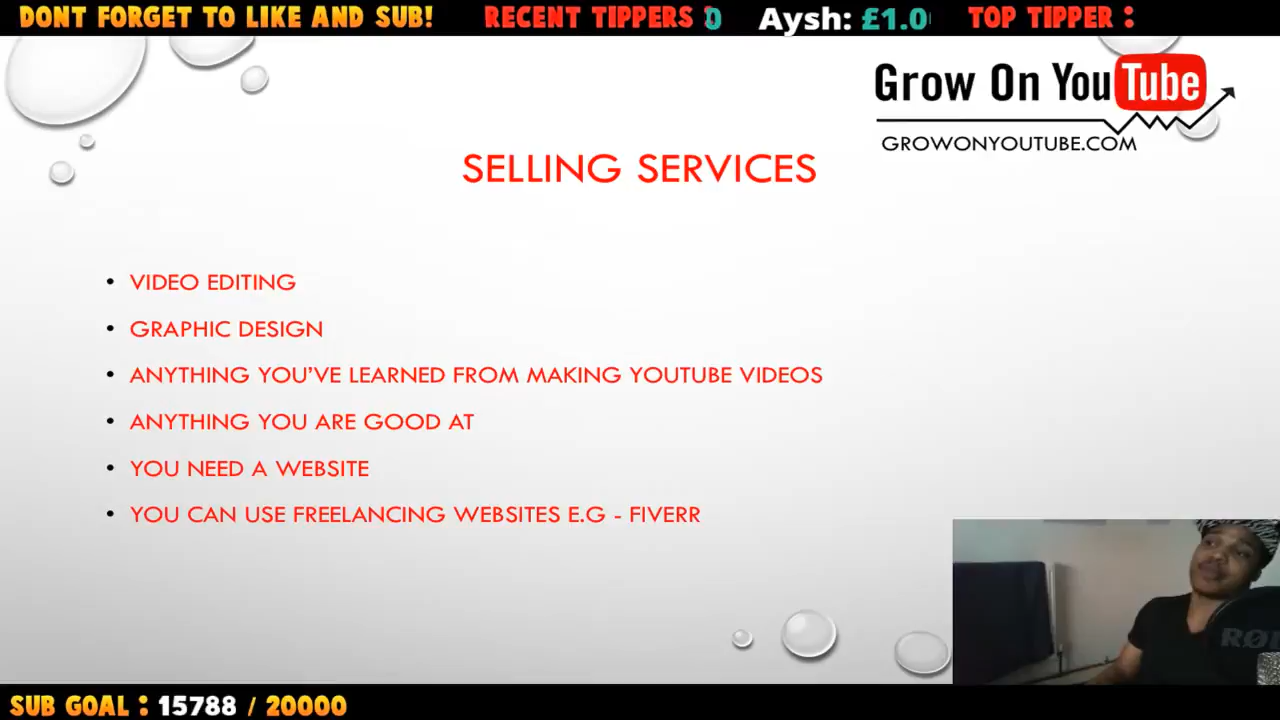 DONT FORGET TO LIKE AND SUB! RECENT TIPPERS : 0 Aysh: £1.0 TOP TIPPER :
Grow On YouTube
GROWONYOUTUBE.COM
SELLING SERVICES
• VIDEO EDITING
• GRAPHIC DESIGN
• ANYTHING YOU'VE LEARNED FROM MAKING YOUTUBE VIDEOS
• ANYTHING YOU ARE GOOD AT
• YOU NEED A WEBSITE
• YOU CAN USE FREELANCING WEBSITES E.G - FIVERR
SUB GOAL : 15788 / 20000